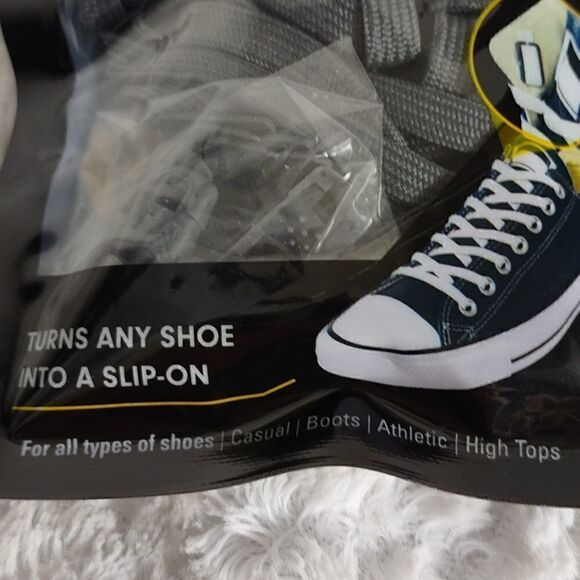 TURNS ANY SHOE
INTO A SLIP-ON
For all types of shoes | Casual | Boots | Athletic | High Tops